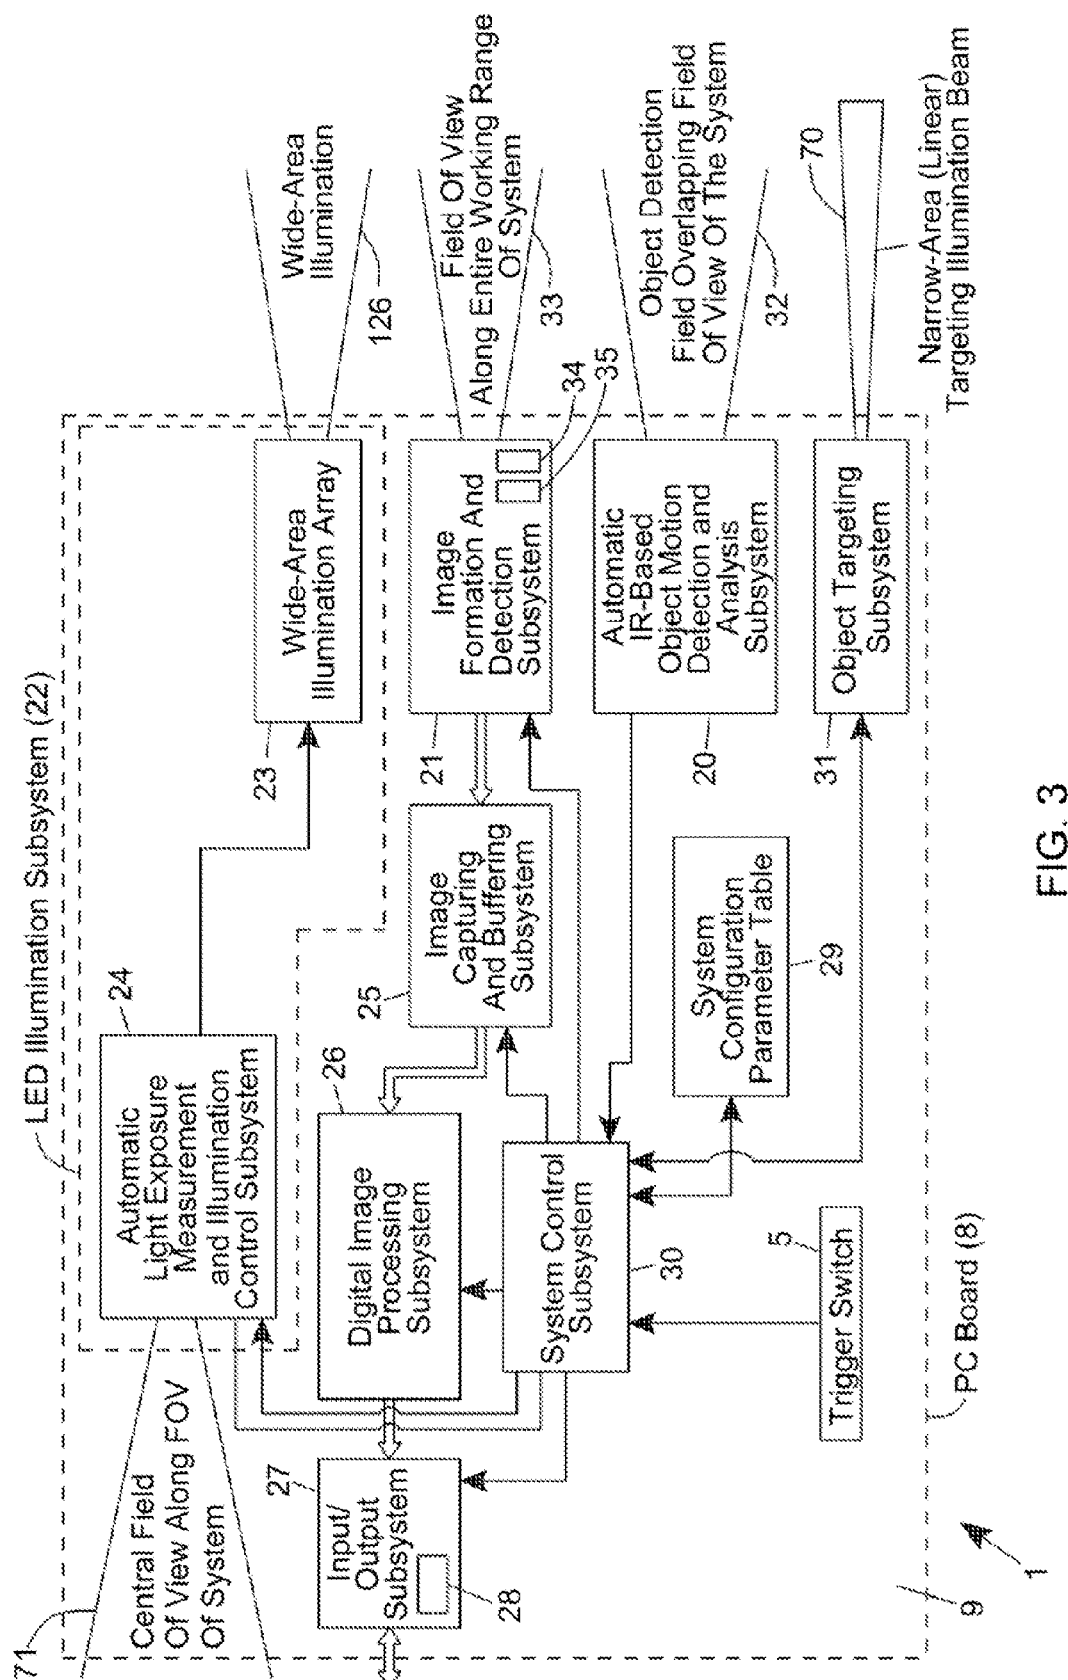 LED Illumination Subsystem (22)
71
Central Field
Of View Along FOV
Of System
24
Automatic
Light Exposure
Measurement
and Illumination
Control Subsystem
23
Wide-Area
Illumination Array
Wide-Area
Illumination
126
27
Input/
Output
Subsystem
28
26
Digital Image
Processing
Subsystem
25
Image
Capturing
And Buffering
Subsystem
21
Image
Formation And
Detection
Subsystem
34
35
Field Of View
Along Entire Working Range
Of System
33
System Control
Subsystem
30
20
Automatic
IR-Based
Object Motion
Detection and
Analysis
Subsystem
Object Detection
Field Overlapping Field
Of View Of The System
32
System
Configuration
Parameter Table
29
5
Trigger Switch
31
Object Targeting
Subsystem
70
Narrow-Area (Linear)
Targeting Illumination Beam
PC Board (8)
9
1
FIG. 3